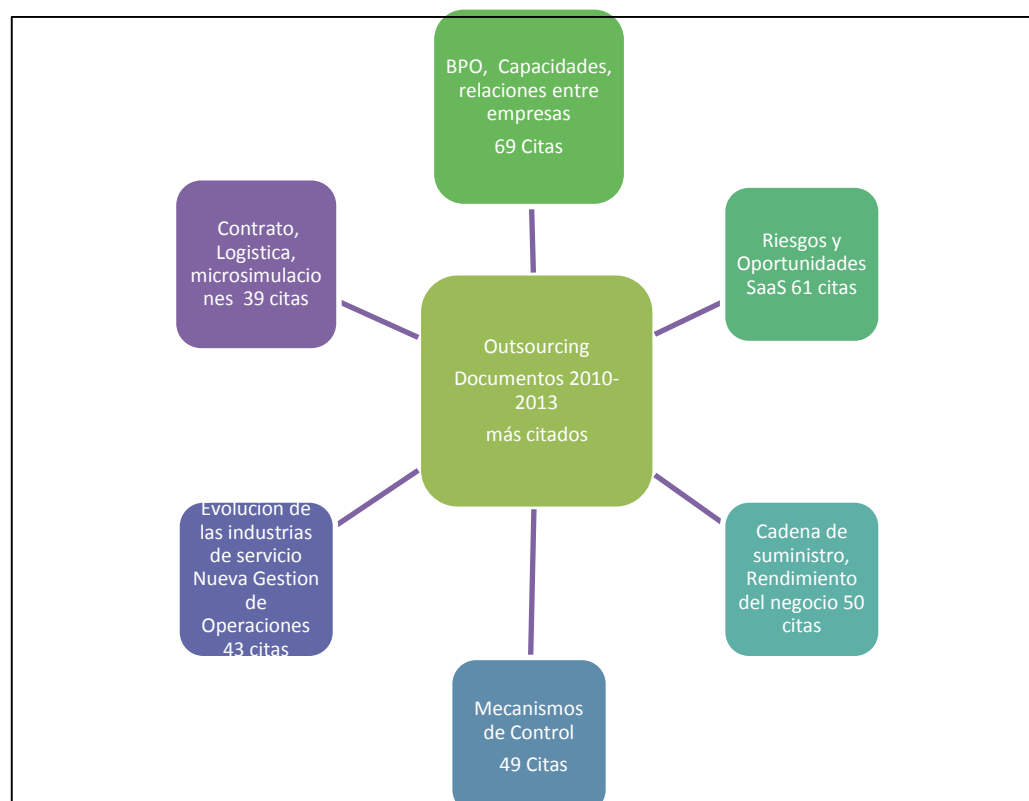 BPO, Capacidades,
relaciones entre
empresas
69 Citas
Riesgos y
Oportunidades
SaaS 61 citas
Contrato,
Logistica,
microsimulacio
nes 39 citas
Outsourcing
Documentos 2010-
2013
más citados
Evolución de
las industrias
de servicio
Nueva Gestion
de
Operaciones
43 citas
Cadena de
suministro,
Rendimiento
del negocio 50
citas
Mecanismos
de Control
49 Citas